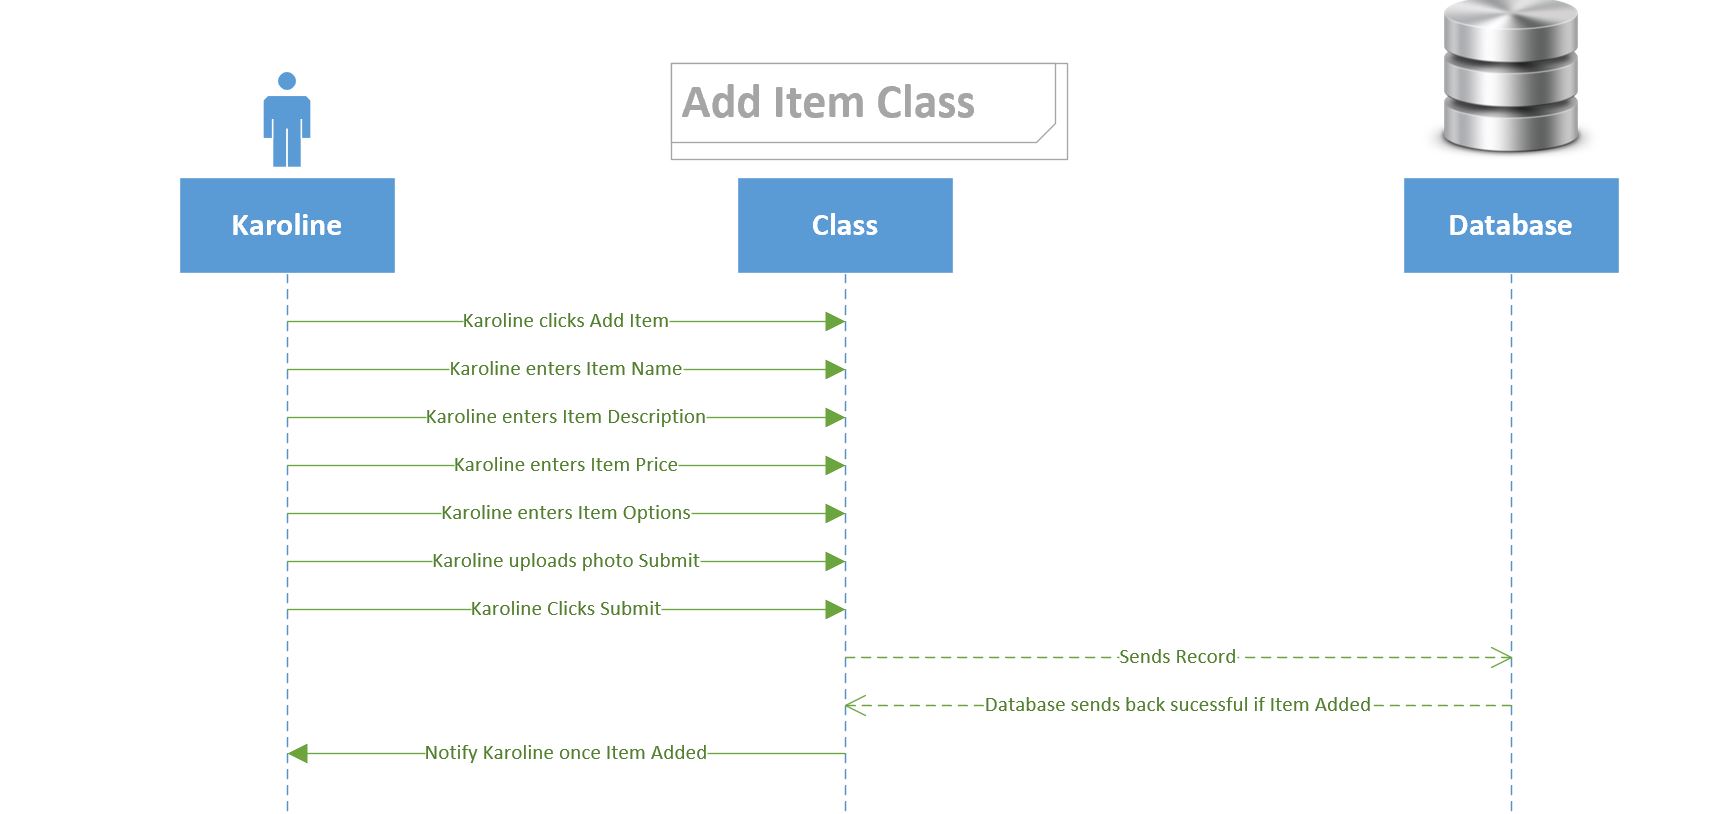 Add Item Class
Karoline
Class
Database
Karoline clicks Add Item
Karoline enters Item Name
Karoline enters Item Description
Karoline enters Item Price
Karoline enters Item Options
Karoline uploads photo Submit
Karoline Clicks Submit
Sends Record
Database sends back sucessful if Item Added
Notify Karoline once Item Added